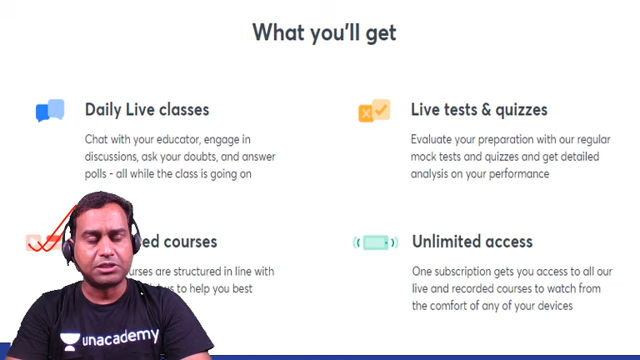 What you'll get
Daily Live classes
Chat with your educator, engage in
discussions, ask your doubts, and answer
polls - all while the class is going on
Live tests & quizzes
Evaluate your preparation with our regular
mock tests and quizzes and get detailed
analysis on your performance
courses
are structured in line with
to help you best
Unlimited access
One subscription gets you access to all our
live and recorded courses to watch from
the comfort of any of your devices
unacademy